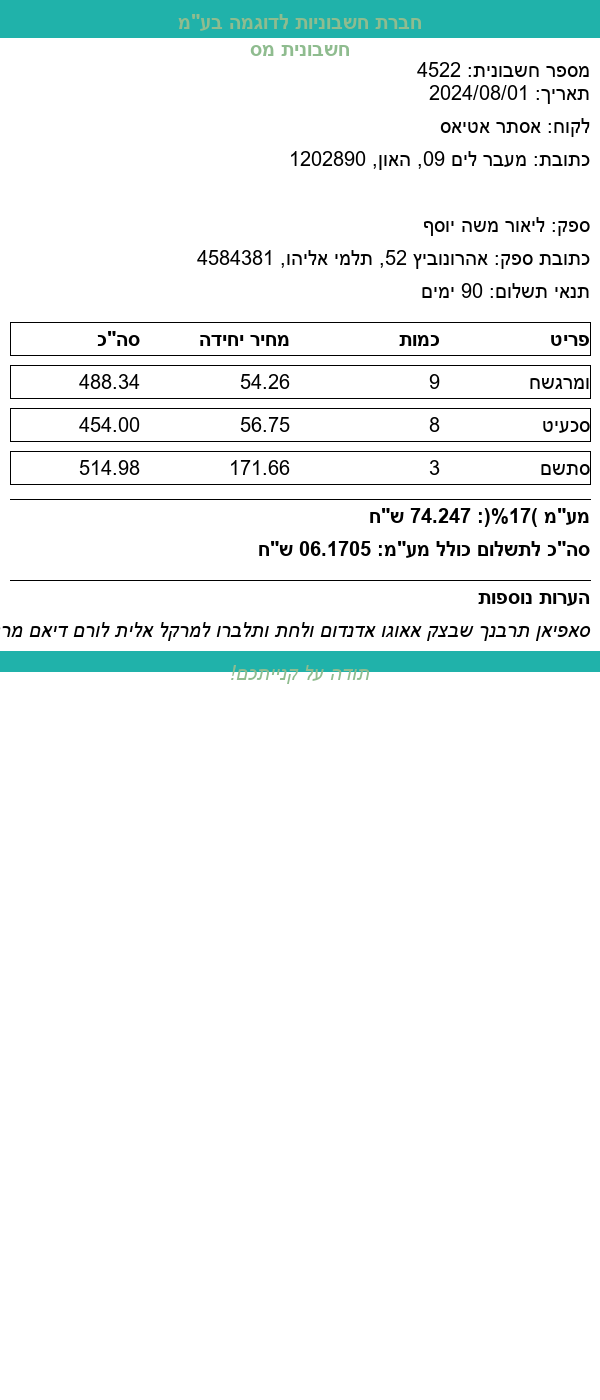 חברת חשבוניות לדוגמה בע"מ
חשבונית מס
מספר חשבונית: 4522
תאריך: 2024/08/01
לקוח: אסתר אטיאס
כתובת: מעבר לים 09, האון, 1202890
ספק: ליאור משה יוסף
כתובת ספק: אהרונוביץ 52, תלמי אליהו, 4584381
תנאי תשלום: 90 ימים
פריט כמות מחיר יחידה סה"כ
ומרגשח 9 54.26 488.34
סכעיט 8 56.75 454.00
סתשם 3 171.66 514.98
מע"מ )17%(: 74.247 ש"ח
סה"כ לתשלום כולל מע"מ: 06.1705 ש"ח
הערות נוספות
סאפיאן תרבנך שבצק אאוגו אדנדום ולחת ותלברו למרקל אלית לורם דיאם
תודה על קנייתכם!